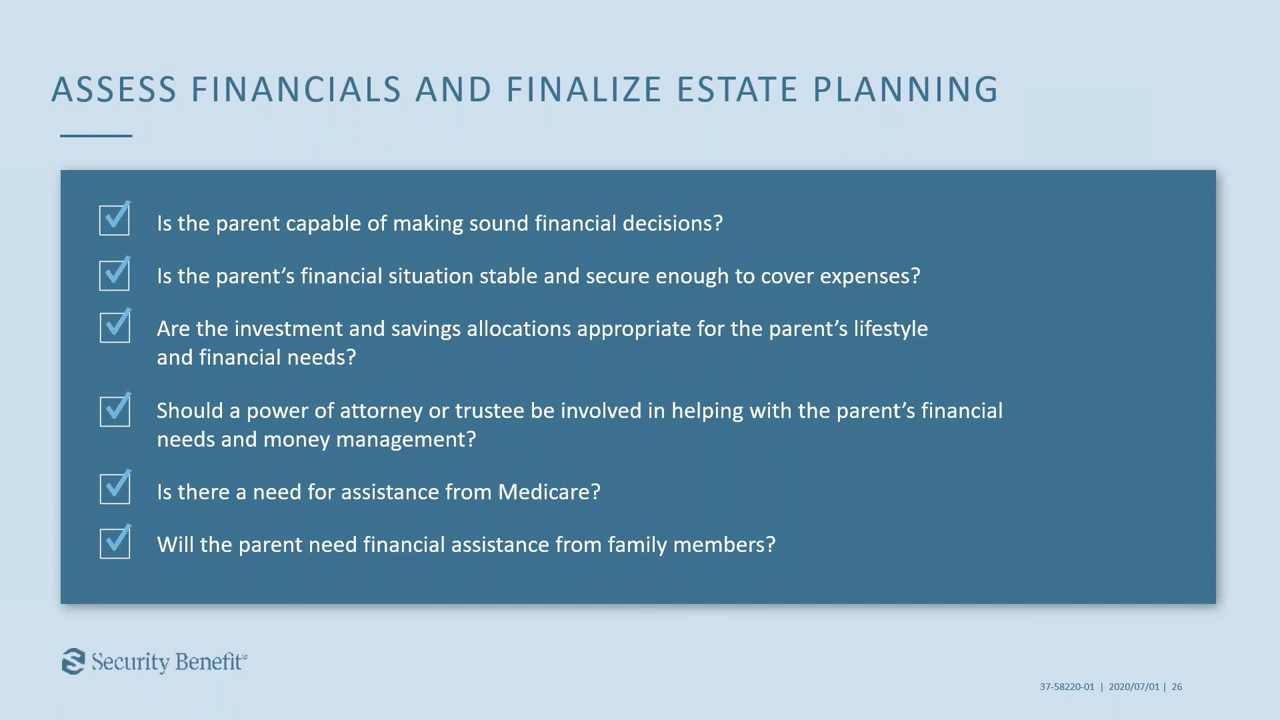 ASSESS FINANCIALS AND FINALIZE ESTATE PLANNING
Is the parent capable of making sound financial decisions?
Is the parent’s financial situation stable and secure enough to cover expenses?
Are the investment and savings allocations appropriate for the parent’s lifestyle
and financial needs?
Should a power of attorney or trustee be involved in helping with the parent’s financial
needs and money management?
Is there a need for assistance from Medicare?
Will the parent need financial assistance from family members?
Security Benefit
37-58220-01 | 2020/07/01 | 26